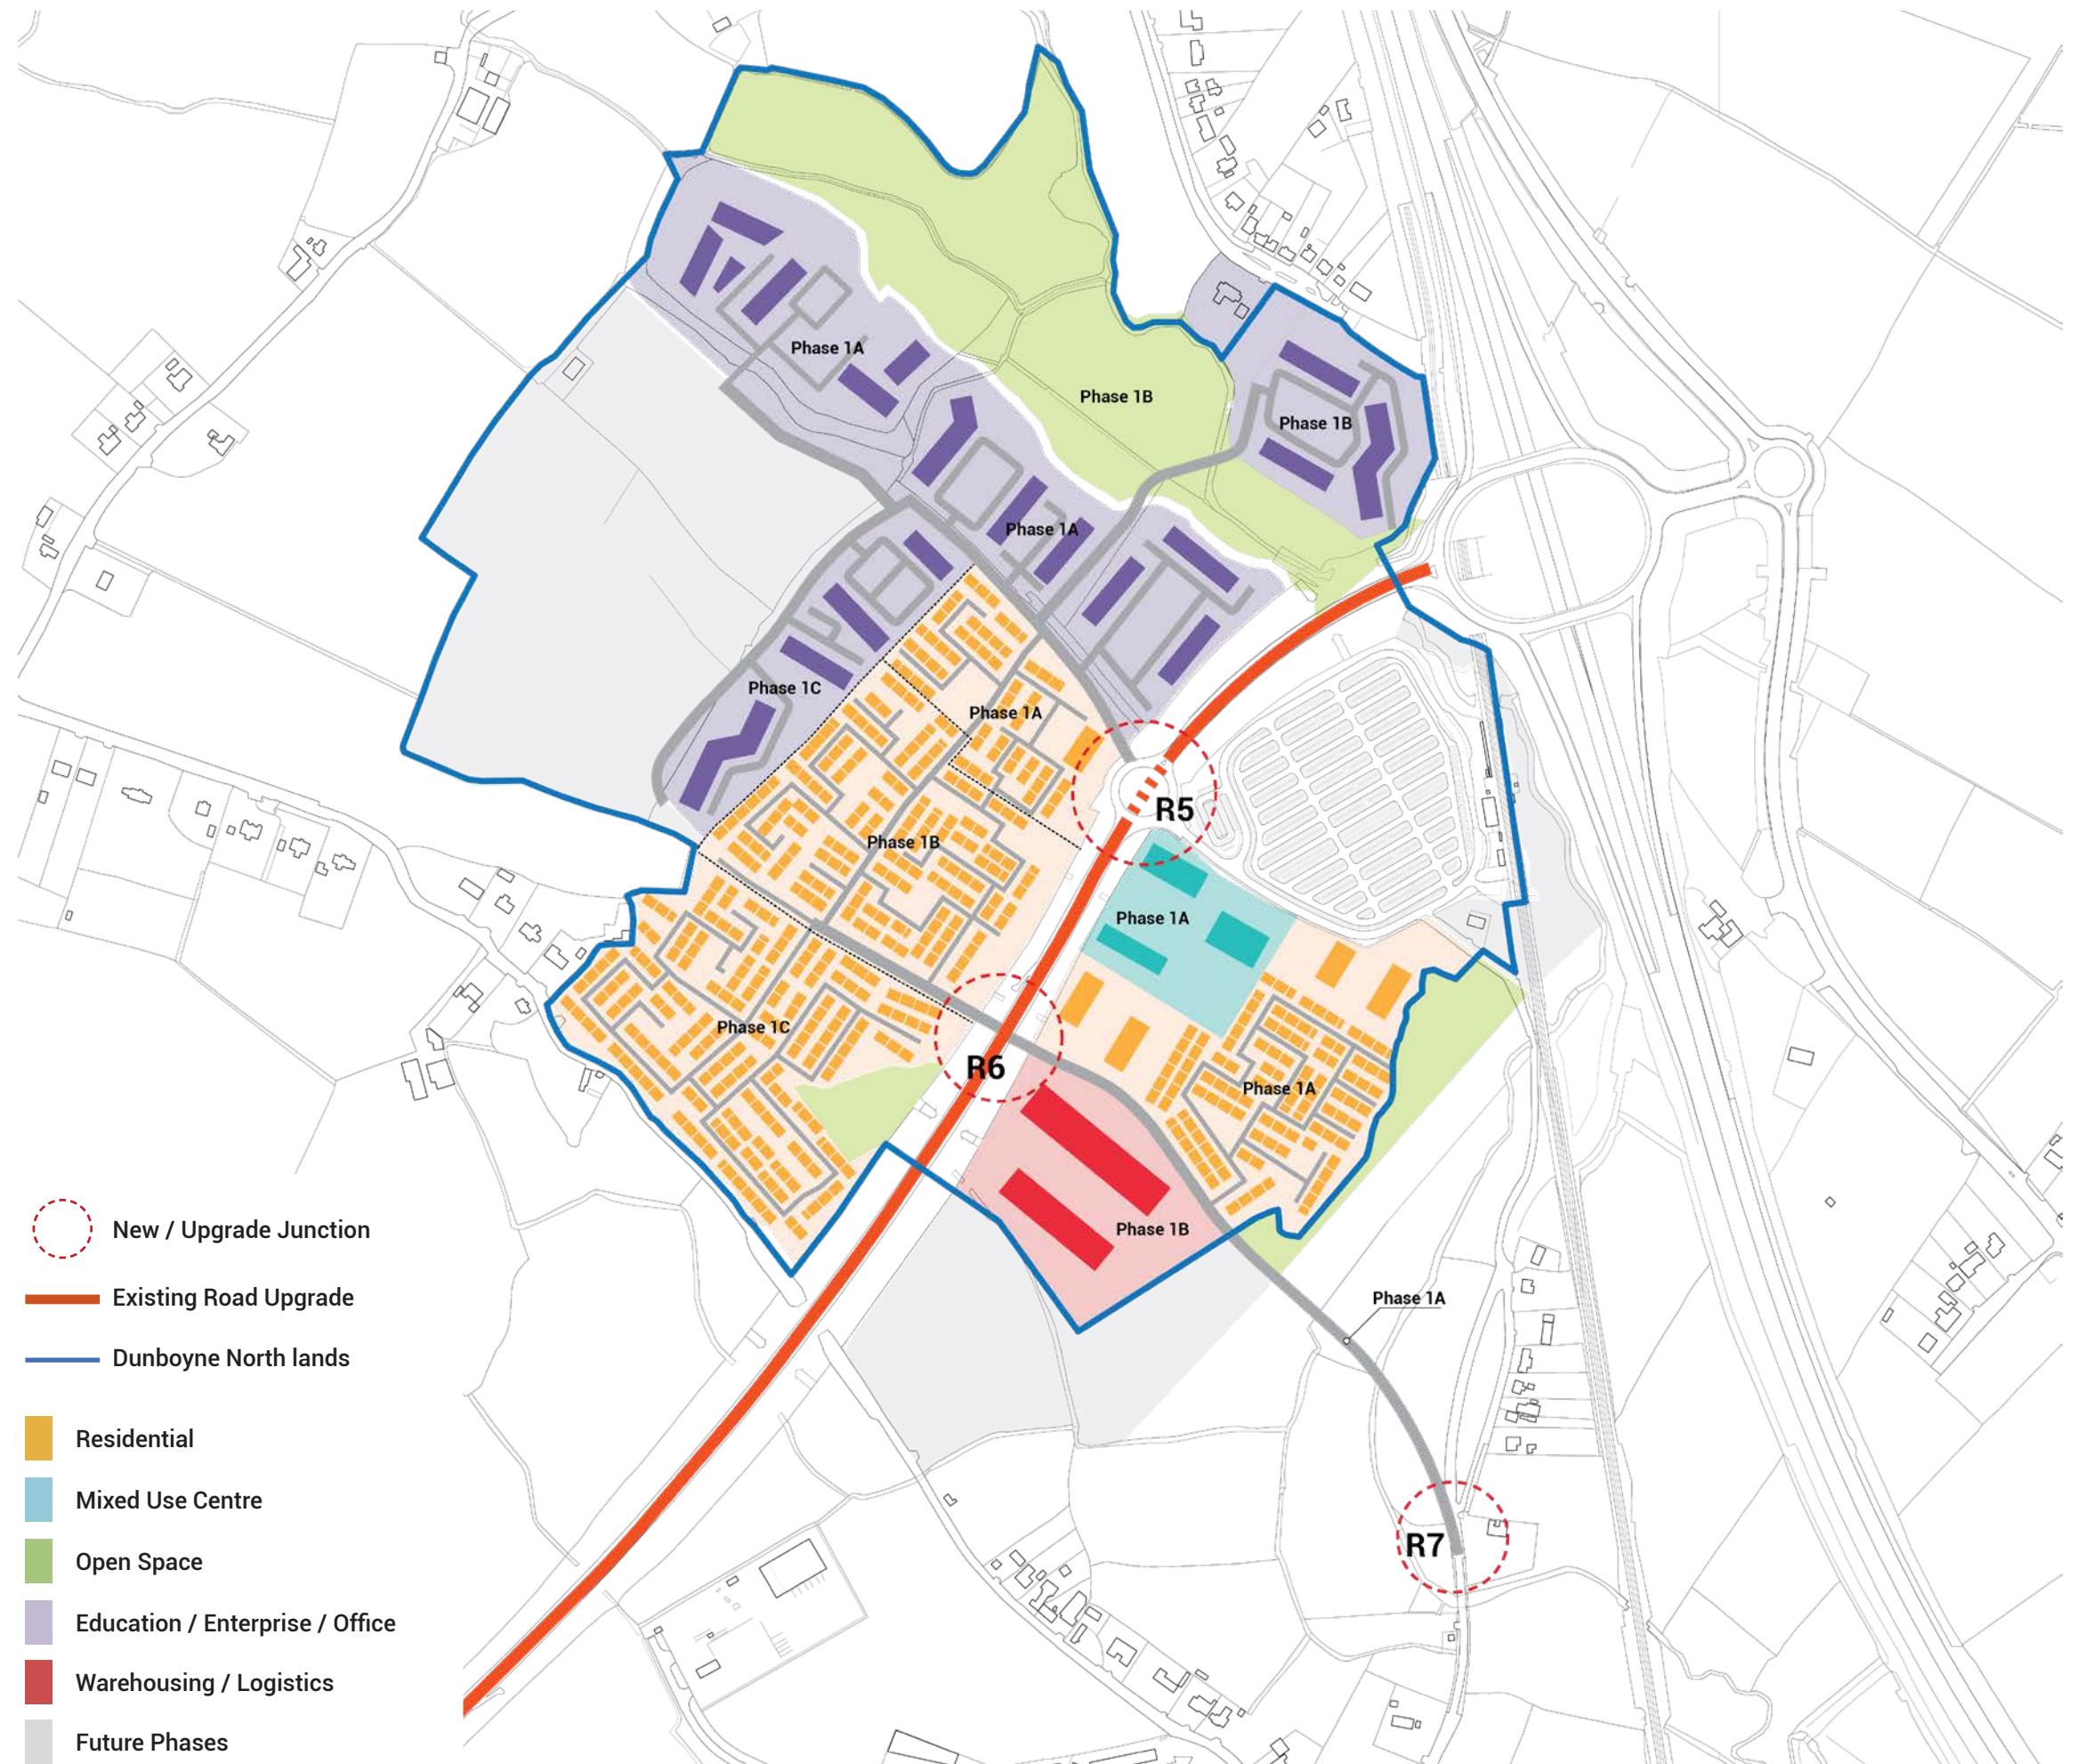 Phase 1A
Phase 1B
Phase 1B
Phase 1A
Phase 1C
Phase 1A
R5
Phase 1B
Phase 1A
Phase 1C
R6
Phase 1A
Phase 1B
Phase 1A
R7
New / Upgrade Junction
Existing Road Upgrade
Dunboyne North lands
Residential
Mixed Use Centre
Open Space
Education / Enterprise / Office
Warehousing / Logistics
Future Phases